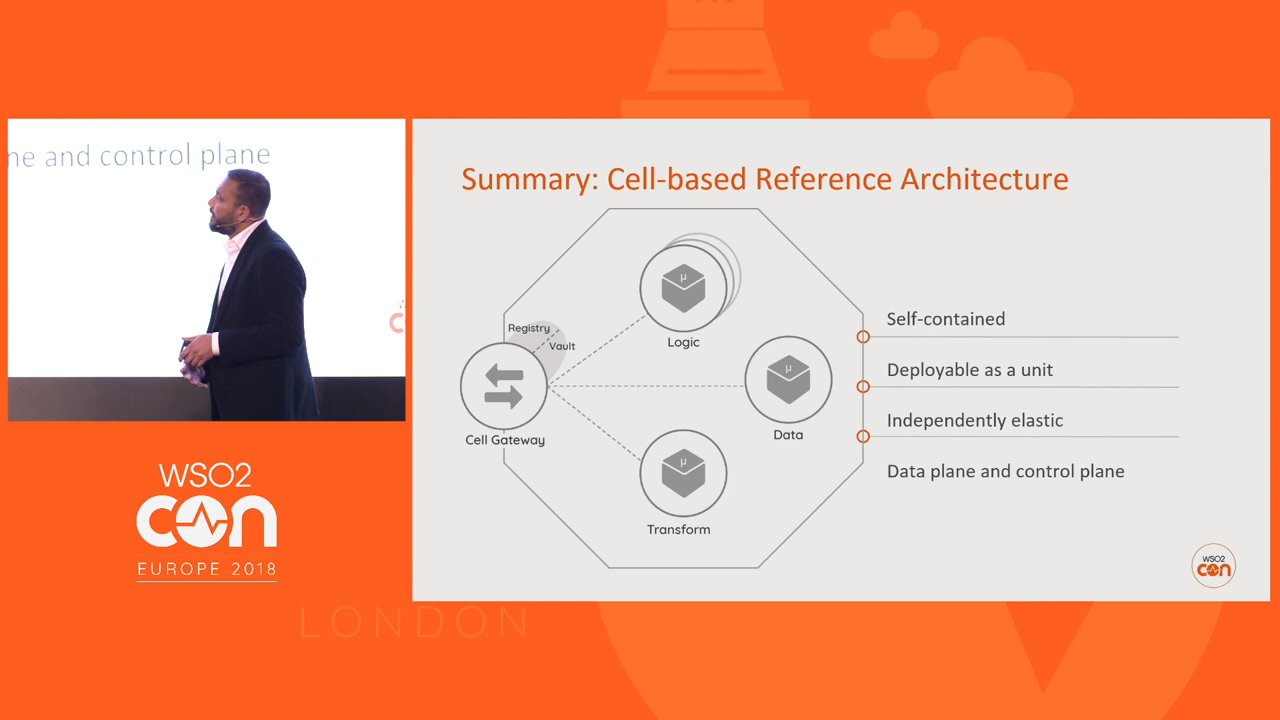 ne and control plane
WSO2
con
EUROPE 2018
LONDON
Summary: Cell-based Reference Architecture
µ
Logic
Registry
Vault
Cell Gateway
µ
Data
µ
Transform
Self-contained
Deployable as a unit
Independently elastic
Data plane and control plane
WSO2
con